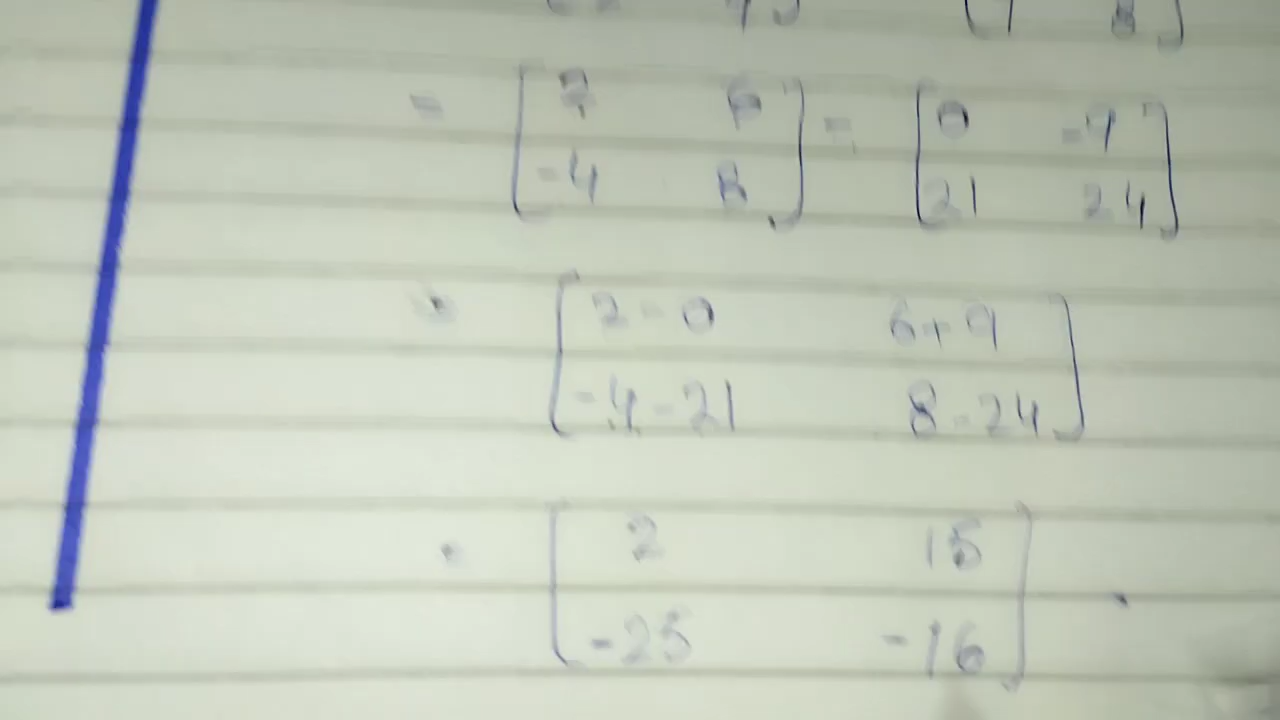 = [ 2 6 ] = [ 0 -9 ]
[ -4 8 ] [ 21 24 ]
= [ 2-0 6+9 ]
[ -4-21 8-24 ]
= [ 2 15 ]
[ -25 -16 ] .